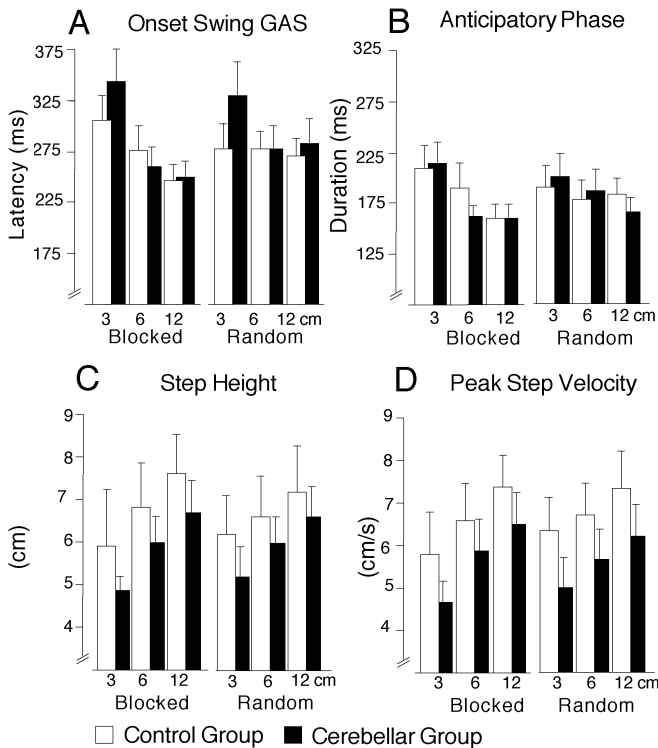 A Onset Swing GAS
Latency (ms)
375
325
275
225
175
3 6 12 3 6 12 cm
Blocked Random
B Anticipatory Phase
Duration (ms)
325
275
225
175
125
3 6 12 3 6 12 cm
Blocked Random
C Step Height
(cm)
9
8
7
6
5
4
3 6 12 3 6 12 cm
Blocked Random
D Peak Step Velocity
(cm/s)
9
8
7
6
5
4
3 6 12 3 6 12 cm
Blocked Random
Control Group Cerebellar Group